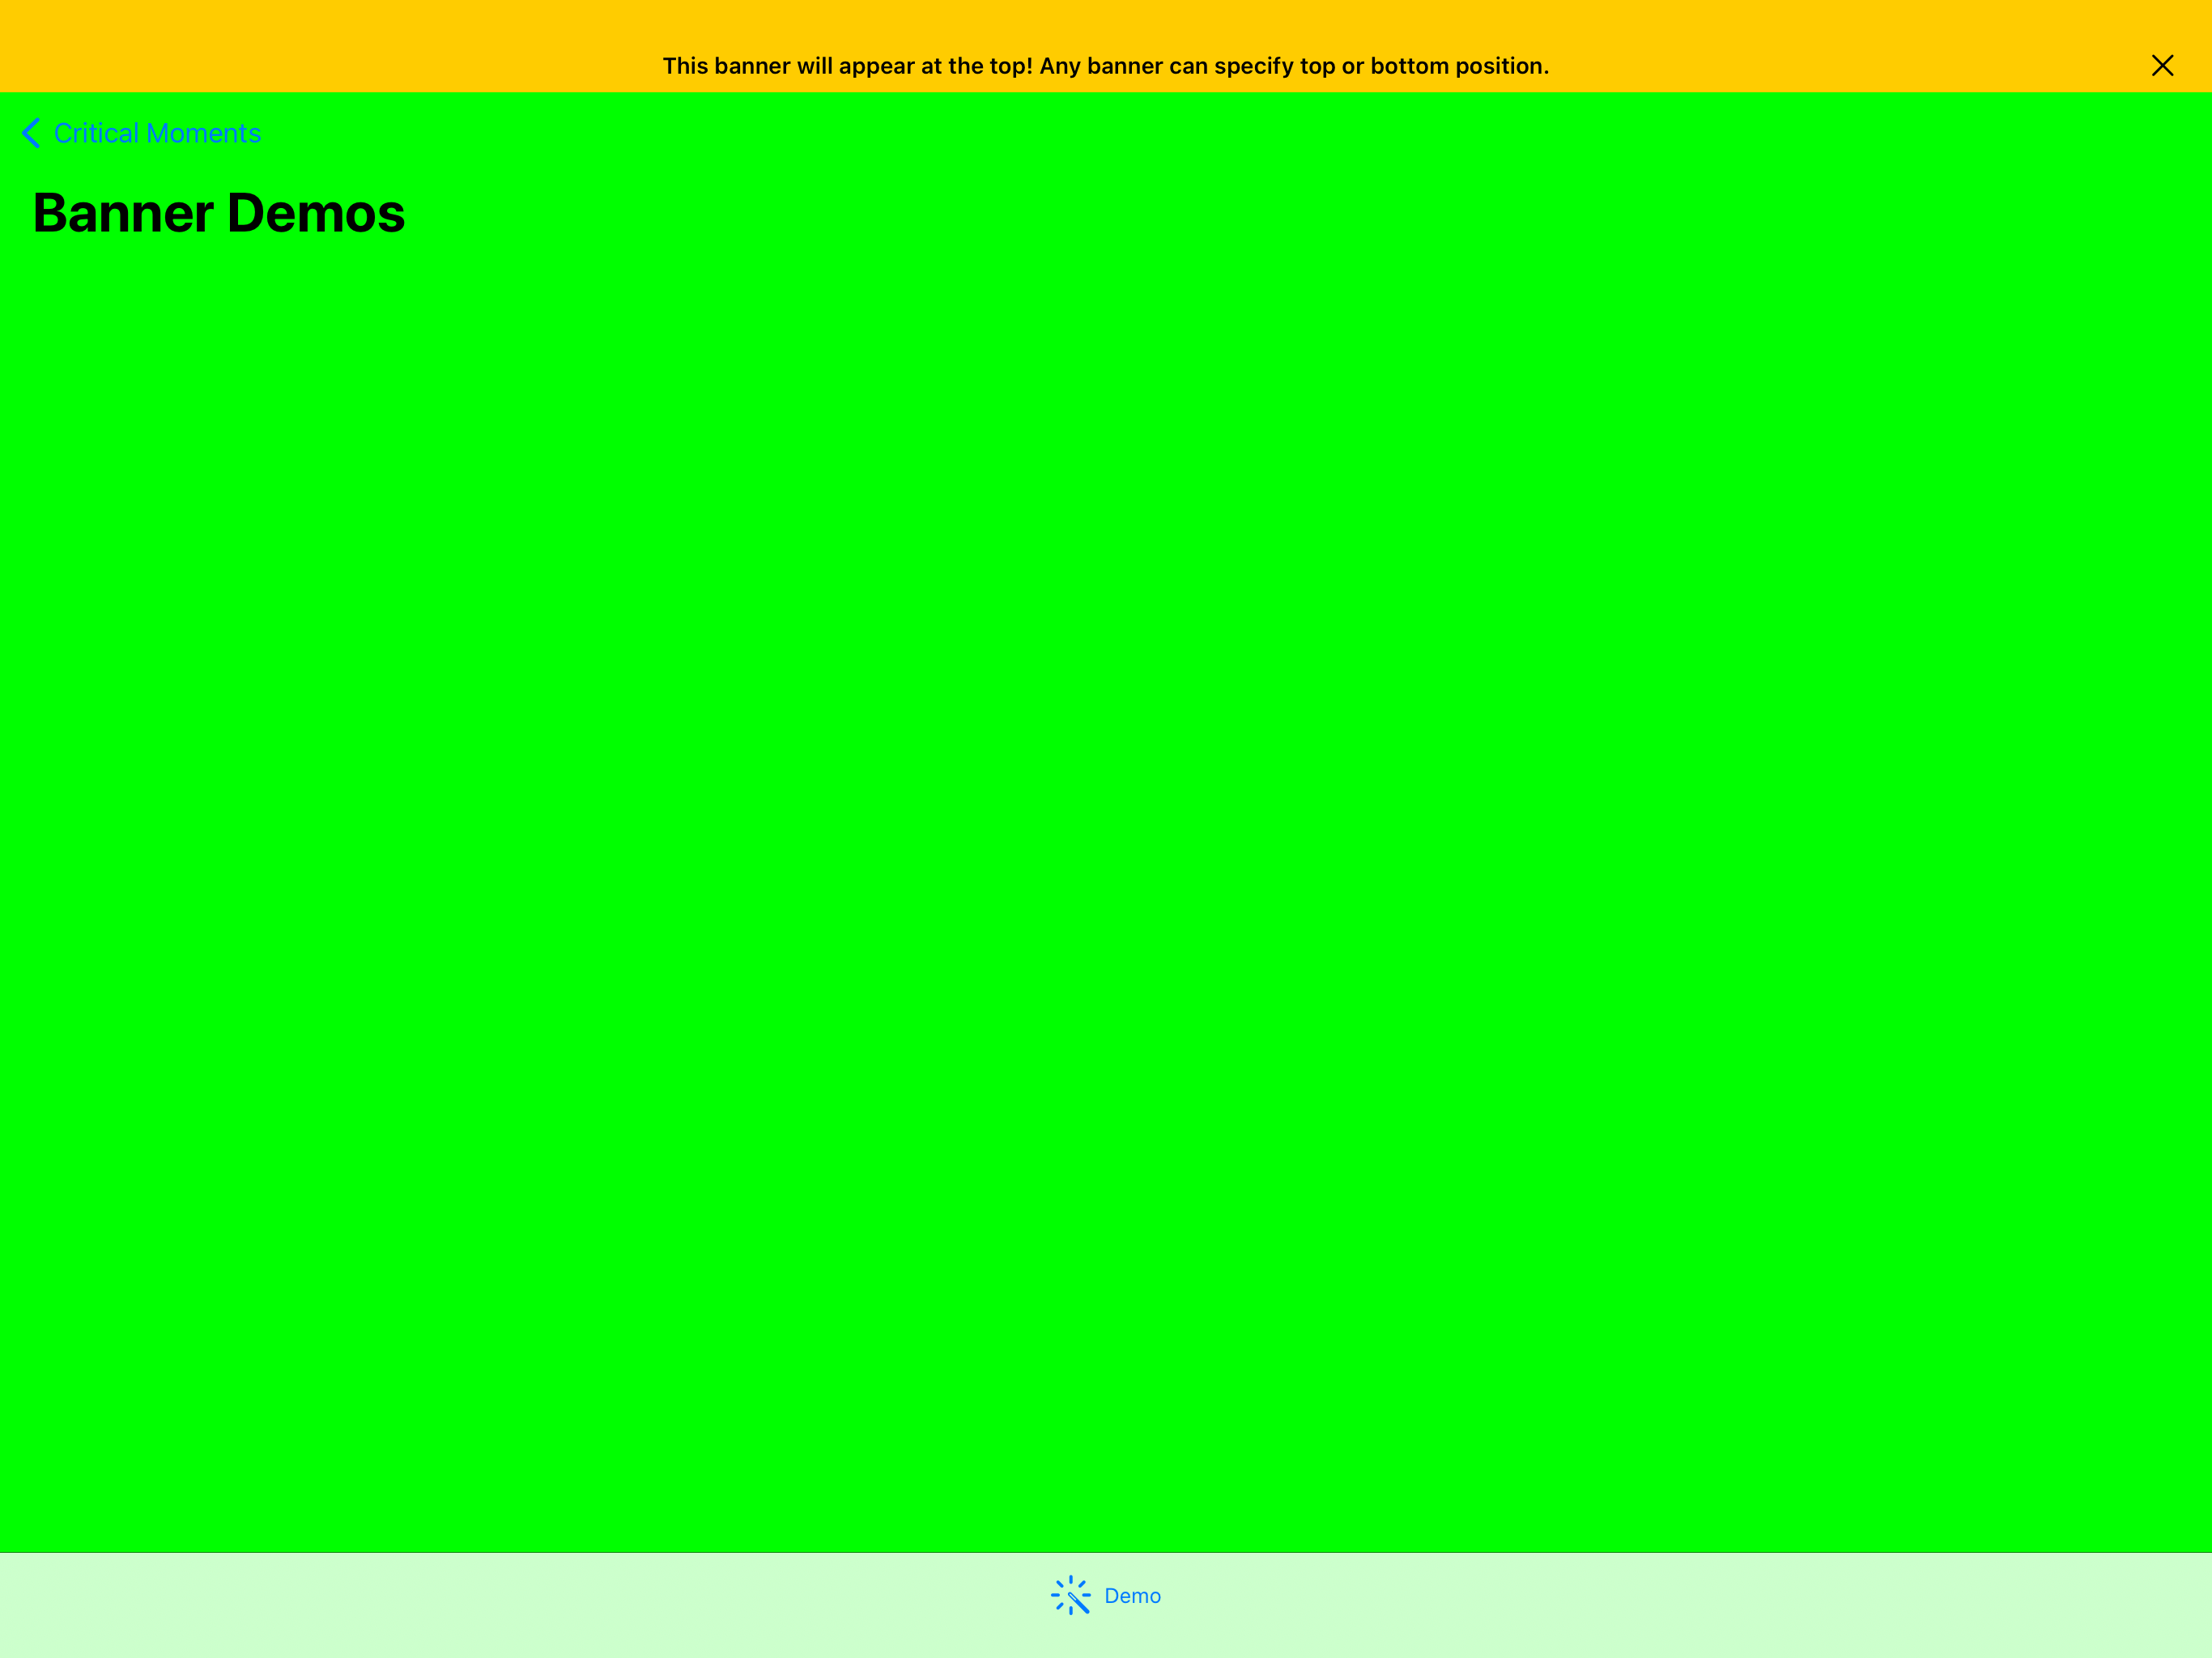 This banner will appear at the top! Any banner can specify top or bottom position.
Critical Moments
Banner Demos
Demo